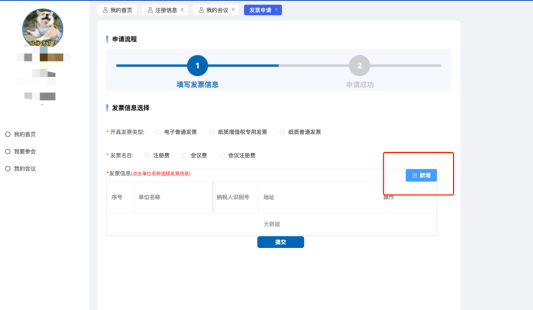 我的首页 注册信息 × 我的会议 × 发票申请 ×
申请流程
1 2
填写发票信息 申请成功
发票信息选择
* 开具发票类型: 电子普通发票 纸质增值税专用发票 纸质普通发票
* 发票名目: 注册费 会议费 会议注册费
*发票信息(点击单位名称选择发票信息) 新增
序号 单位名称 纳税人识别号 地址 操作
无数据
提交
我的首页
我要参会
我的会议